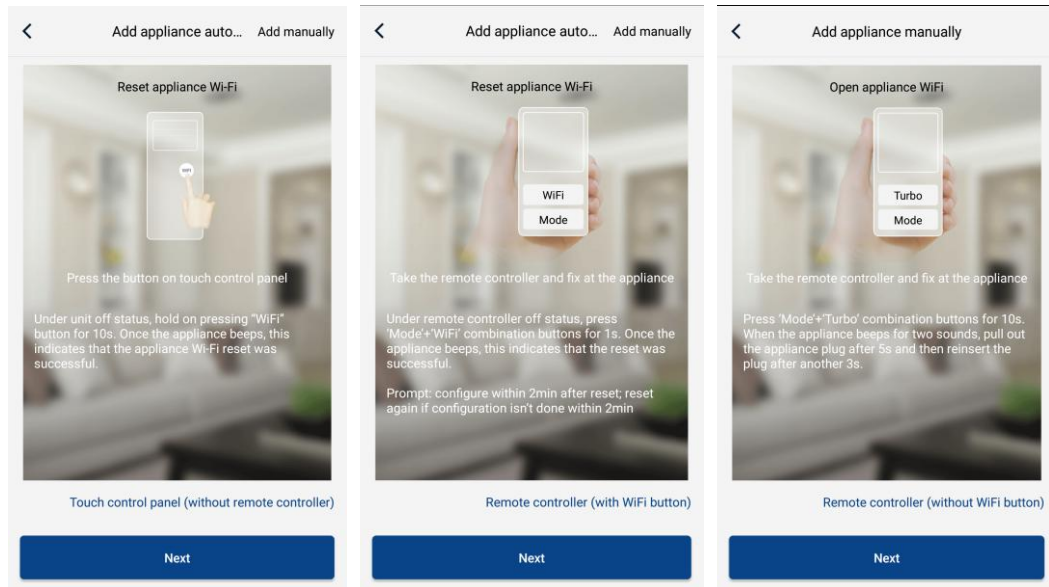 Add appliance auto... Add manually
Reset appliance Wi-Fi
WiFi
Press the button on touch control panel
Under unit off status, hold on pressing "WiFi"
button for 10s. Once the appliance beeps, this
indicates that the appliance Wi-Fi reset was
successful.
Touch control panel (without remote controller)
Next
Add appliance auto... Add manually
Reset appliance Wi-Fi
WiFi
Mode
Take the remote controller and fix at the appliance
Under remote controller off status, press
'Mode'+'WiFi' combination buttons for 1s. Once the
appliance beeps, this indicates that the reset was
successful.
Prompt: configure within 2min after reset; reset
again if configuration isn't done within 2min
Remote controller (with WiFi button)
Next
Add appliance manually
Open appliance WiFi
Turbo
Mode
Take the remote controller and fix at the appliance
Press 'Mode'+'Turbo' combination buttons for 10s.
When the appliance beeps for two sounds, pull out
the appliance plug after 5s and then reinsert the
plug after another 3s.
Remote controller (without WiFi button)
Next